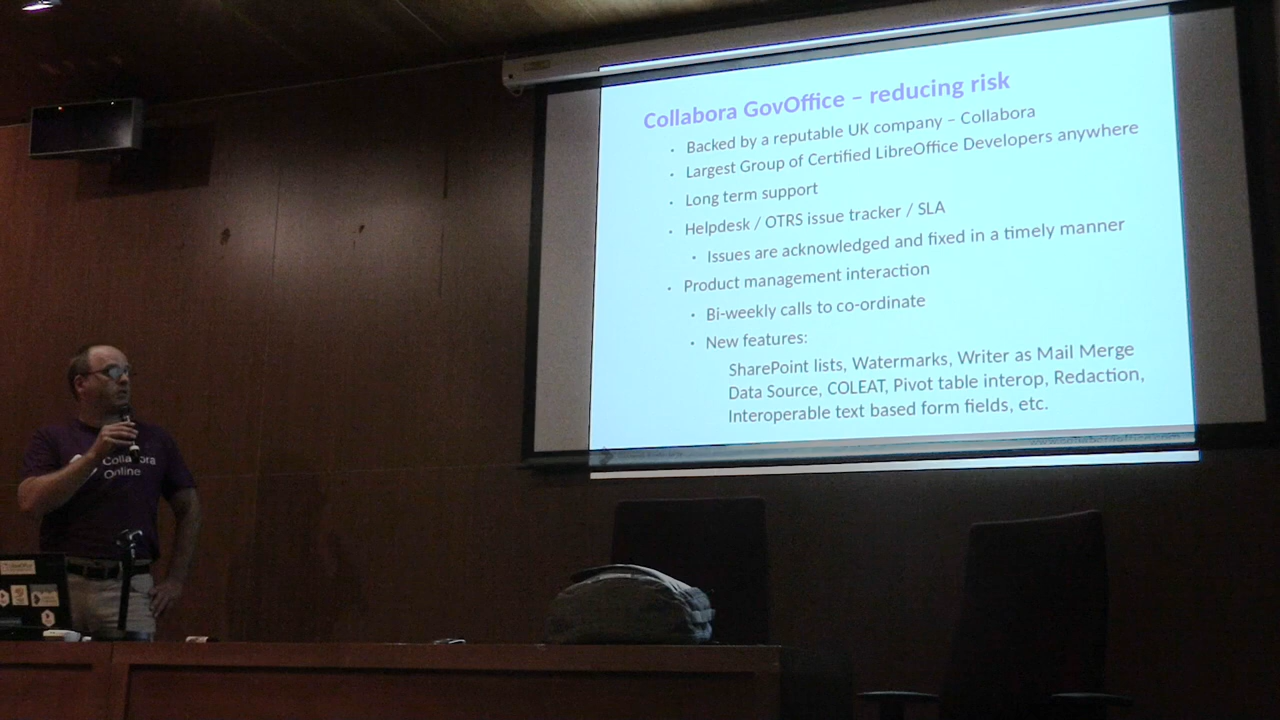 Collabora GovOffice – reducing risk
Backed by a reputable UK company – Collabora
Largest Group of Certified LibreOffice Developers anywhere
Long term support
Helpdesk / OTRS issue tracker / SLA
Issues are acknowledged and fixed in a timely manner
Product management interaction
Bi-weekly calls to co-ordinate
New features:
SharePoint lists, Watermarks, Writer as Mail Merge
Data Source, COLEAT, Pivot table interop, Redaction,
Interoperable text based form fields, etc.
Collabora
Online